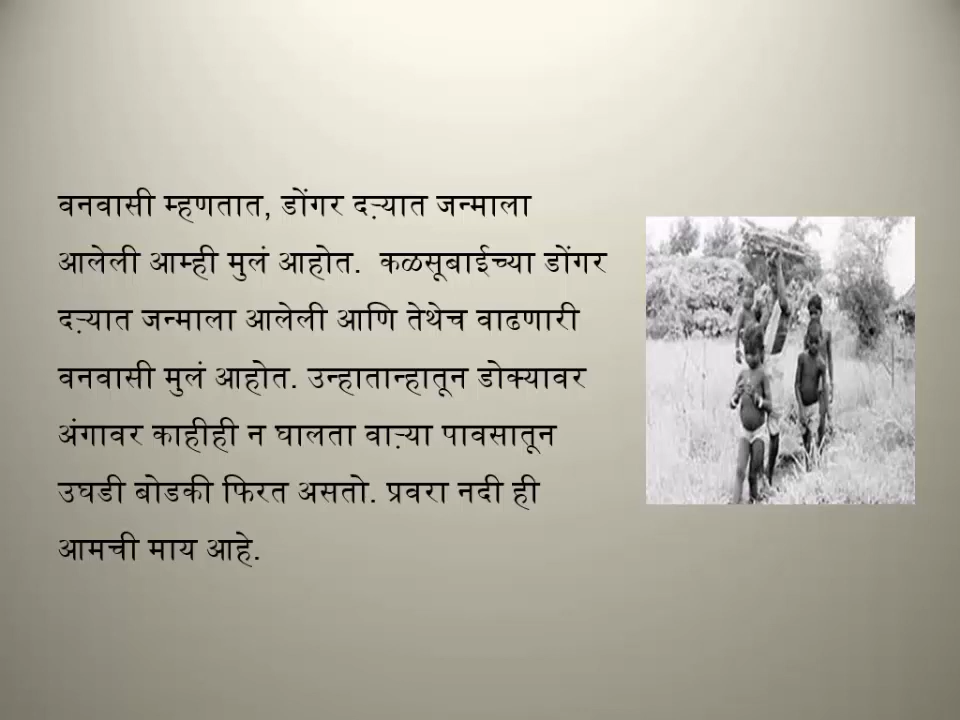 वनवासी म्हणतात, डोंगर दऱ्यात जन्माला
आलेली आम्ही मुलं आहोत. कळसूबाईच्या डोंगर
दऱ्यात जन्माला आलेली आणि तेथेच वाढणारी
वनवासी मुलं आहोत. उन्हातान्हातून डोक्यावर
अंगावर काहीही न घालता वाऱ्या पावसातून
उघडी बोडकी फिरत असतो. प्रवरा नदी ही
आमची माय आहे.